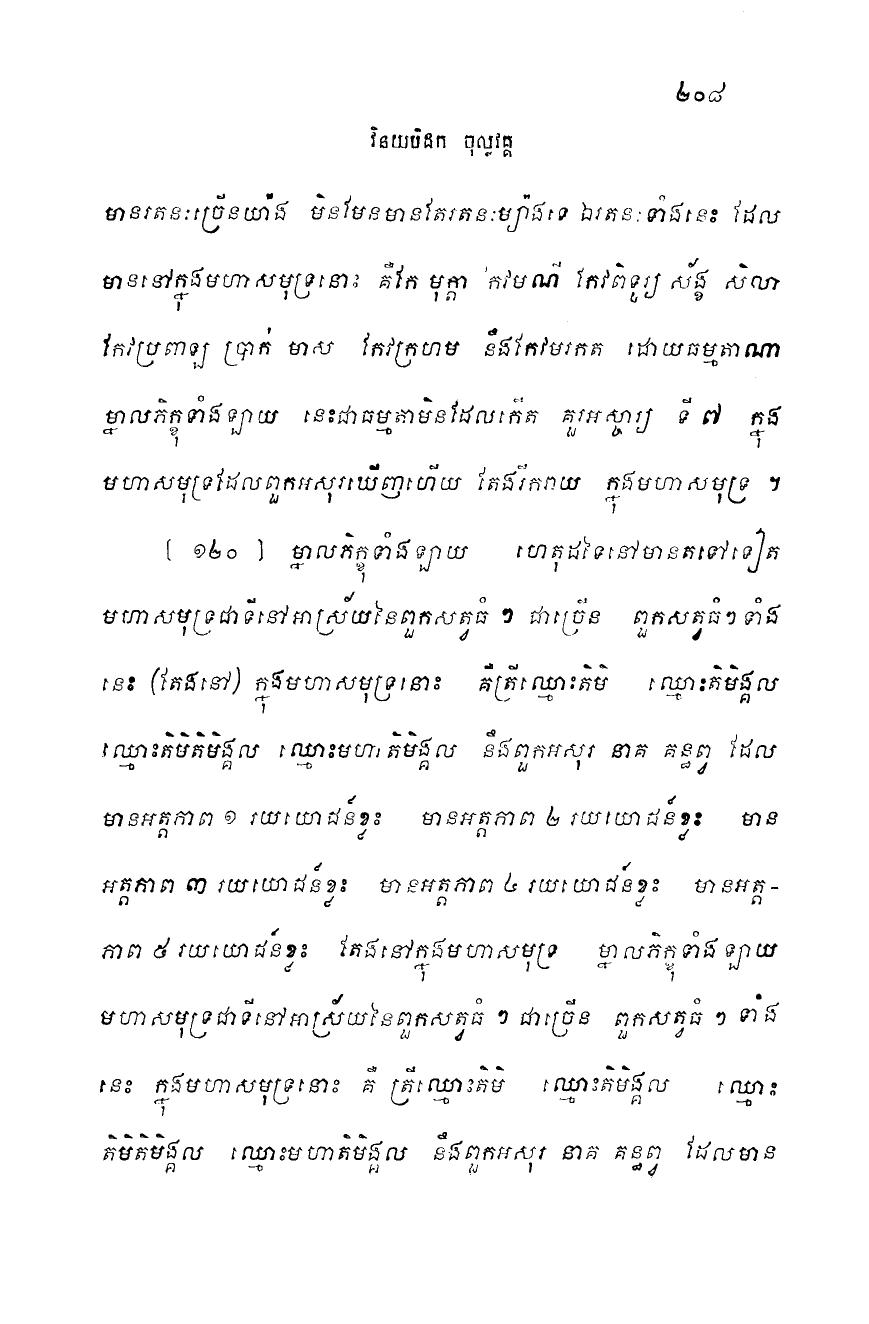 ២០៨
វិនយបិដក ចុល្លវគ្គ
មានរតនៈច្រើនយ៉ាង មិនមែនមានតែរតនៈម្យ៉ាងទេ ឯរតនៈទាំងនេះ ដែល
មាននៅក្នុងមហាសមុទ្រនោះ គឺកែវ មុក្តា កែវមណី កែវពិទូរ្យ ស័ង្ខ សិលា
កែវប្រពាឡ ប្រាក់ មាស កែវក្រហម នឹងកែវមរកត ដោយធម្មតាណា
ម្នាលភិក្ខុទាំងឡាយ នេះជាធម្មតាមិនដែលកើត គួរអស្ចារ្យ ទី ៧ ក្នុង
មហាសមុទ្រដែលពួកអសុរឃើញហើយ តែងរីករាយ ក្នុងមហាសមុទ្រ ។
[ ១២០ ] ម្នាលភិក្ខុទាំងឡាយ ហេតុដទៃនៅមានតទៅទៀត
មហាសមុទ្រជាទីនៅអាស្រ័យនៃពួកសត្វធំ ៗ ជាច្រើន ពួកសត្វធំៗ ទាំង
នេះ (តែងនៅ) ក្នុងមហាសមុទ្រនោះ គឺត្រីឈ្មោះតិមិ ឈ្មោះតិមិង្គល
ឈ្មោះតិមិតិមិង្គល ឈ្មោះមហាតិមិង្គល នឹងពួកអសុរ នាគ គន្ធព្វ ដែល
មានអត្តភាព ១ រយយោជន៍ខ្លះ មានអត្តភាព ២ រយយោជន៍ខ្លះ មាន
អត្តភាព ៣ រយយោជន៍ខ្លះ មានអត្តភាព ៤ រយយោជន៍ខ្លះ មានអត្ត-
ភាព ៥ រយយោជន៍ខ្លះ តែងនៅក្នុងមហាសមុទ្រ ម្នាលភិក្ខុទាំងឡាយ
មហាសមុទ្រជាទីនៅអាស្រ័យនៃពួកសត្វធំ ៗ ជាច្រើន ពួកសត្វធំ ៗ ទាំង
នេះ ក្នុងមហាសមុទ្រនោះ គឺ ត្រីឈ្មោះតិមិ ឈ្មោះតិមិង្គល ឈ្មោះ
តិមិតិមិង្គល ឈ្មោះមហាតិមិង្គល នឹងពួកអសុរ នាគ គន្ធព្វ ដែលមាន